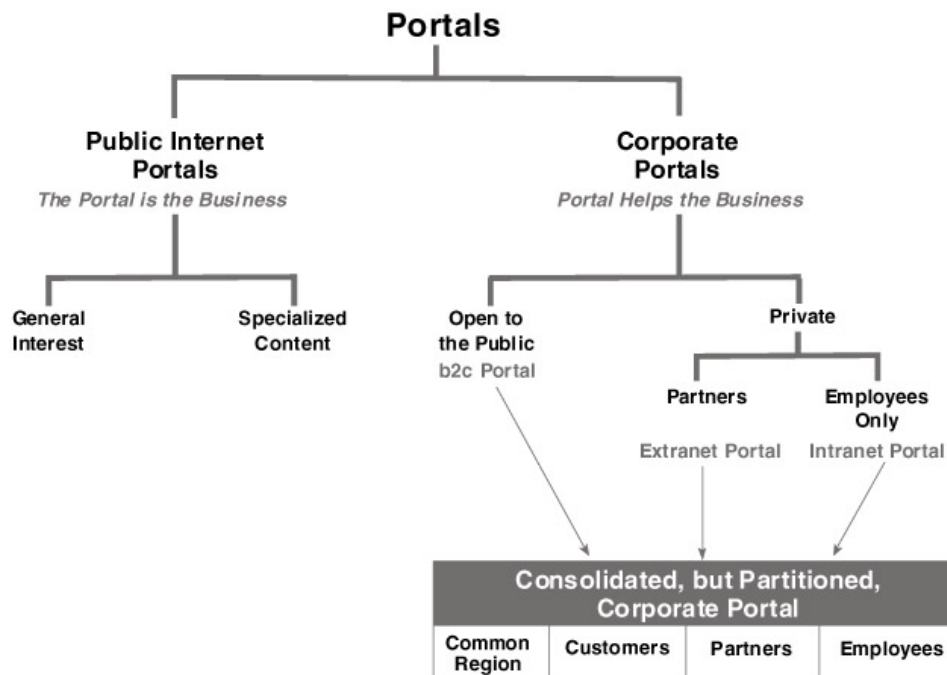 Portals
Public Internet
Portals
The Portal is the Business
Corporate
Portals
Portal Helps the Business
General
Interest
Specialized
Content
Open to
the Public
b2c Portal
Private
Partners
Extranet Portal
Employees
Only
Intranet Portal
Consolidated, but Partitioned,
Corporate Portal
Common
Region
Customers
Partners
Employees